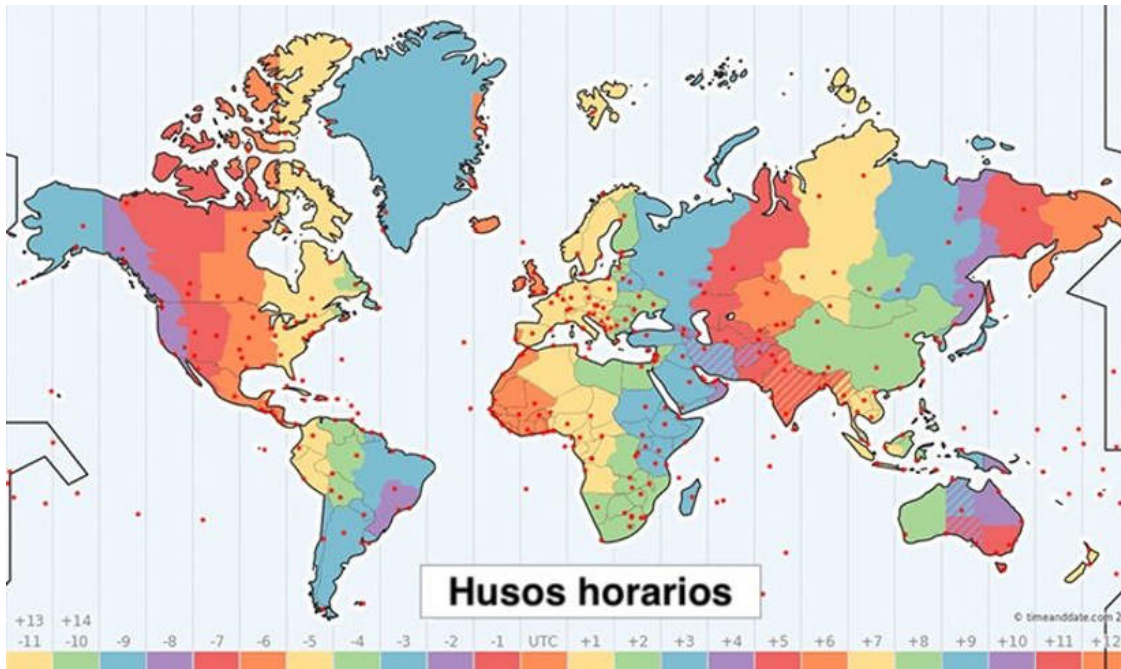 Husos horarios
© timeanddate.com 2
+13 +14
-11 -10 -9 -8 -7 -6 -5 -4 -3 -2 -1 UTC +1 +2 +3 +4 +5 +6 +7 +8 +9 +10 +11 +12